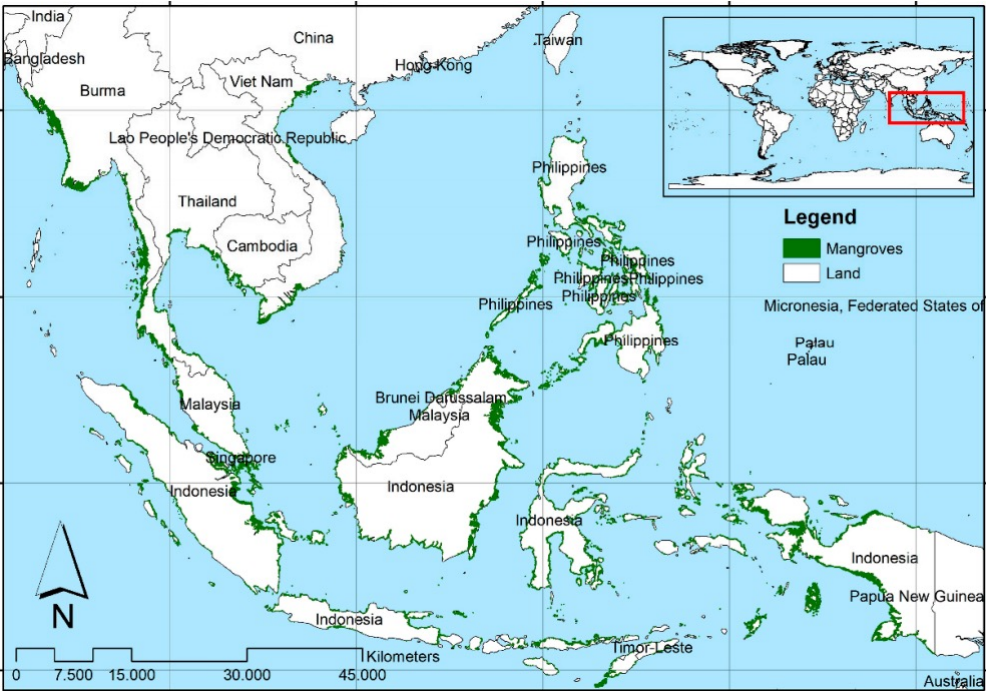 India
China
Taiwan
Bangladesh
Hong Kong
Viet Nam
Burma
Lao People's Democratic Republic
Philippines
Thailand
Legend
Philippines
Cambodia
Mangroves
Philippines
Land
Philippines
Philippines
Philippines
Philippines
Micronesia, Federated States of
Philippines
Palau
Palau
Brunei Darussalam
Malaysia
Malaysia
Singapore
Indonesia
Indonesia
Indonesia
Indonesia
Papua New Guinea
N
Indonesia
Timor-Leste
Kilometers
0 7.500 15.000 30.000 45.000
Australia